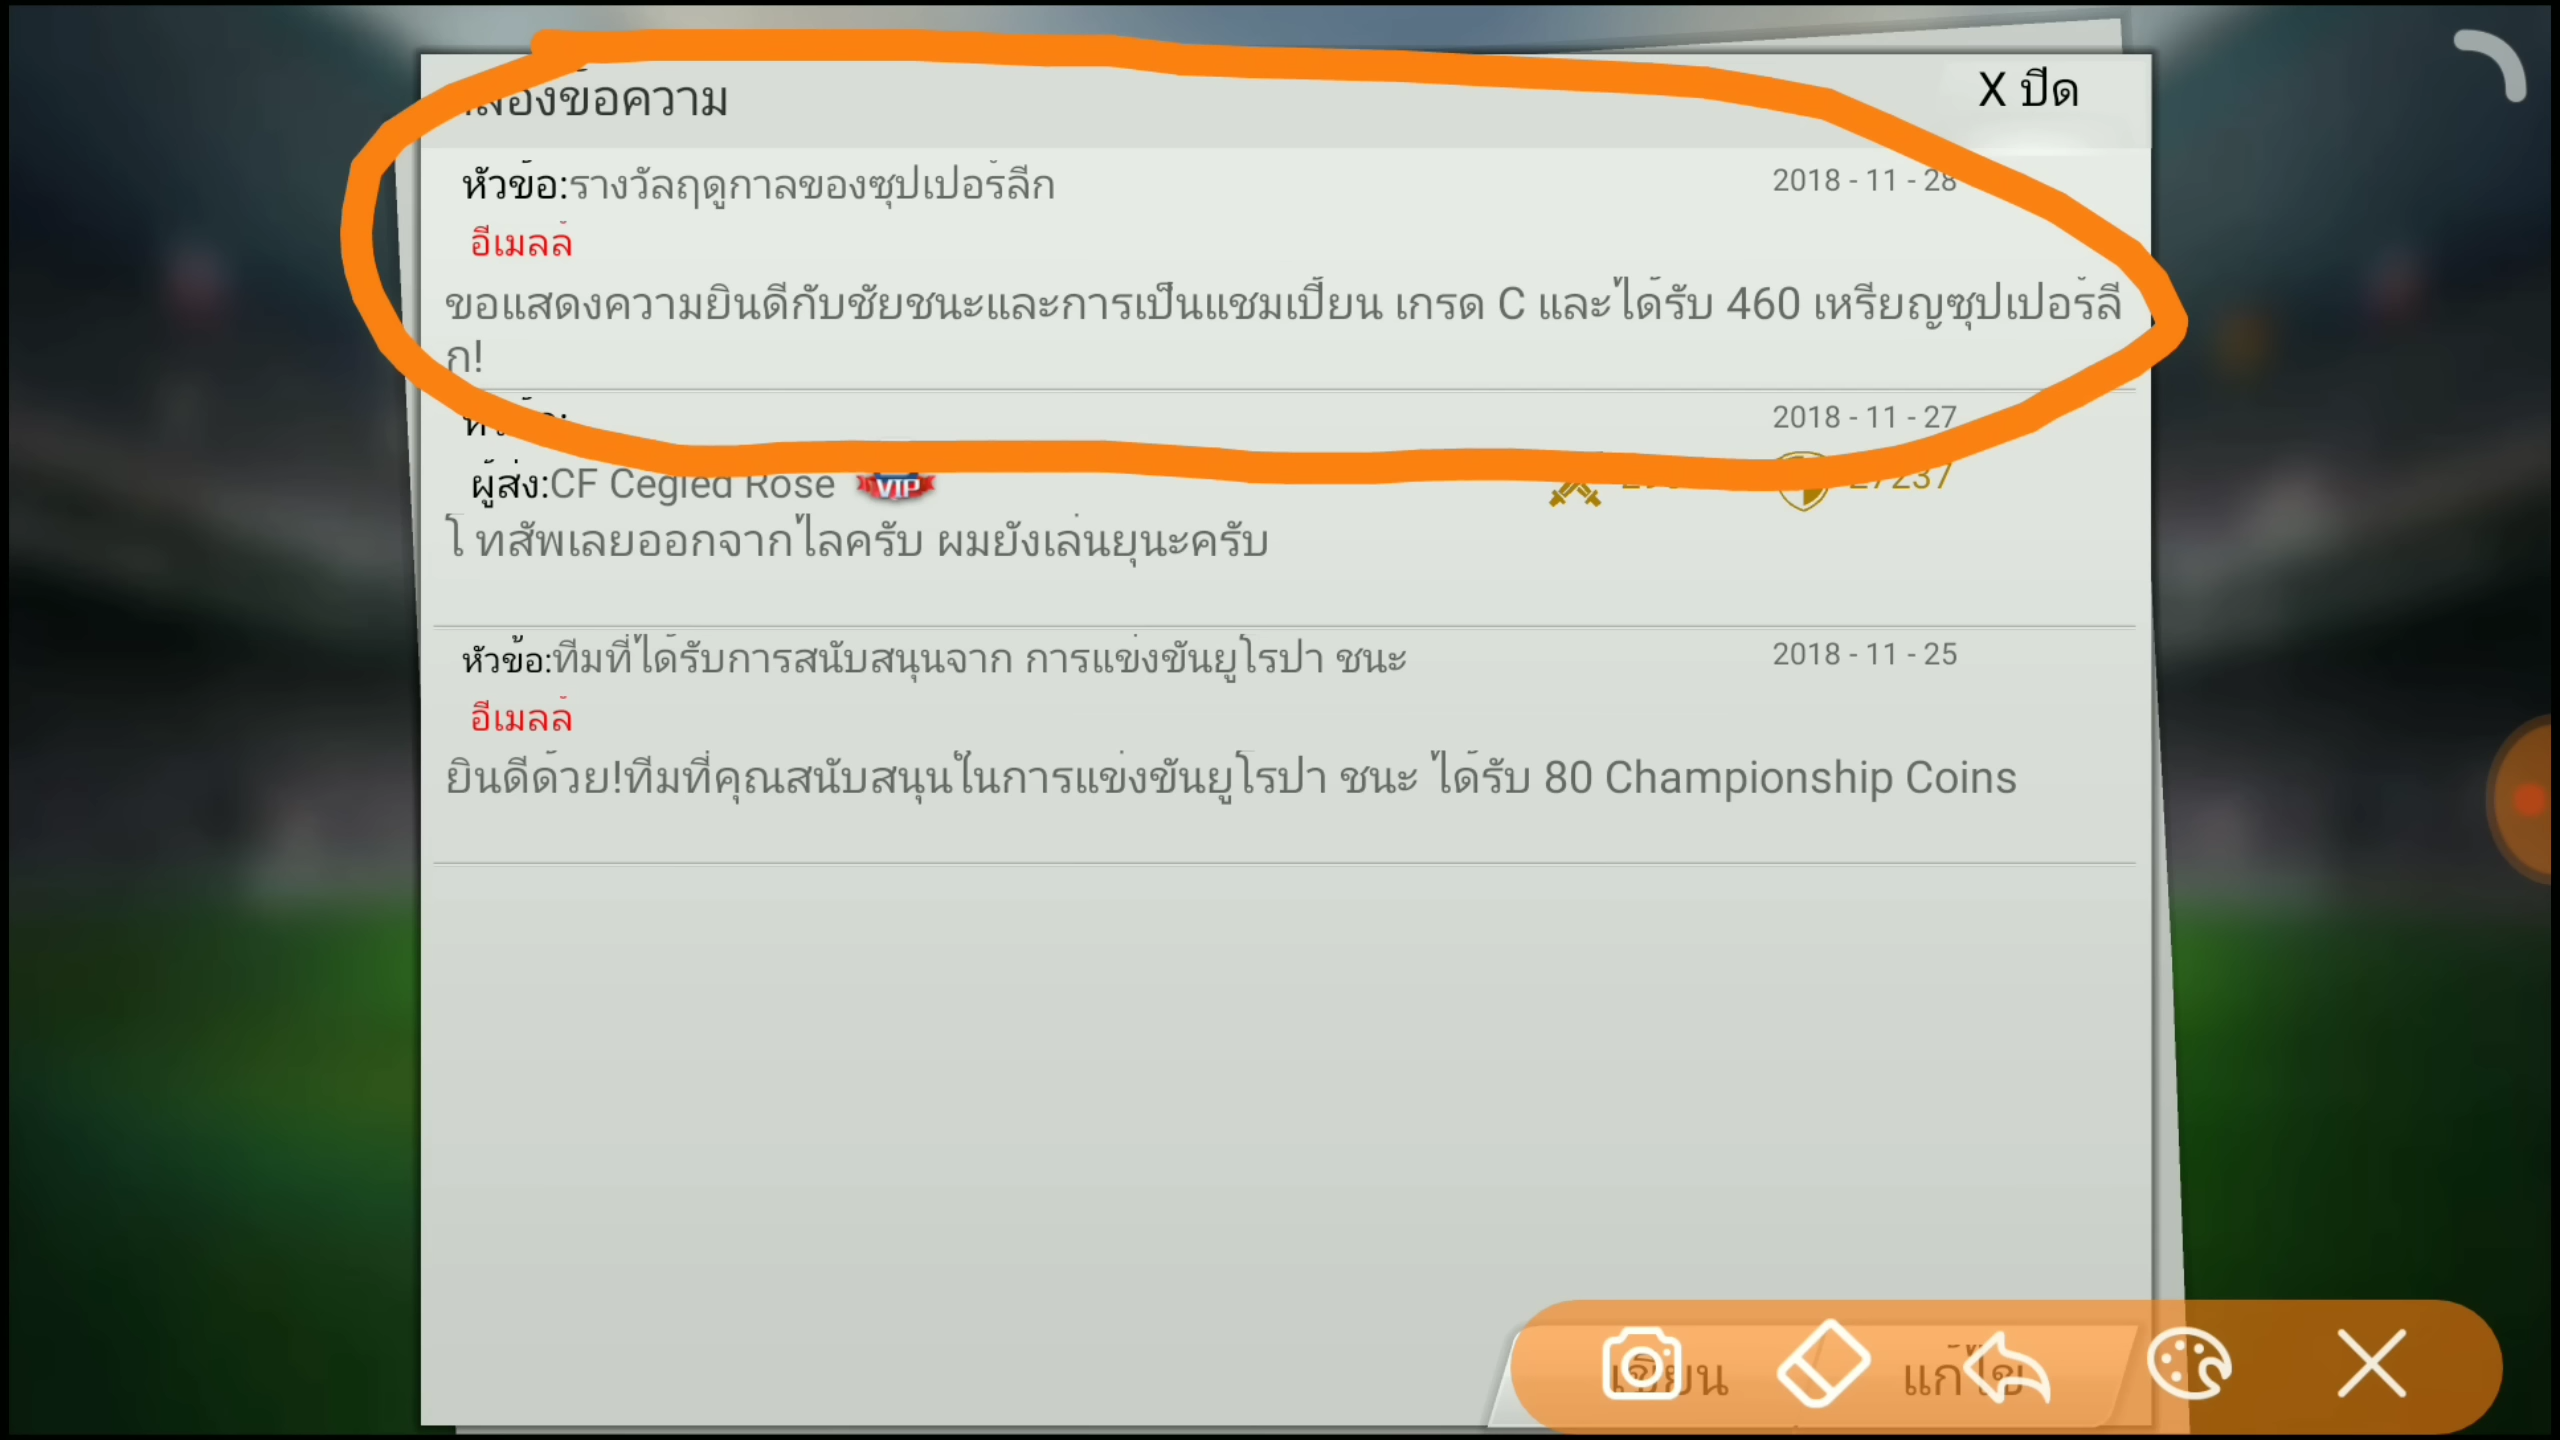 กล่องข้อความ
X ปิด
หัวข้อ:รางวัลฤดูกาลของซุปเปอร์ลีก
2018 - 11 - 28
อีเมลล์
ขอแสดงความยินดีกับชัยชนะและการเป็นแชมเปี้ยน เกรด C และได้รับ 460 เหรียญซุปเปอร์ลี
ก!
2018 - 11 - 27
ผู้ส่ง:CF Cegled Rose VIP
27237
โทสัพเลยออกจากไลครับ ผมยังเล่นยุนะครับ
หัวข้อ:ทีมที่ได้รับการสนับสนุนจาก การแข่งขันยูโรปา ชนะ
2018 - 11 - 25
อีเมลล์
ยินดีด้วย!ทีมที่คุณสนับสนุนในการแข่งขันยูโรปา ชนะ ได้รับ 80 Championship Coins
เขียน
แก้ไข